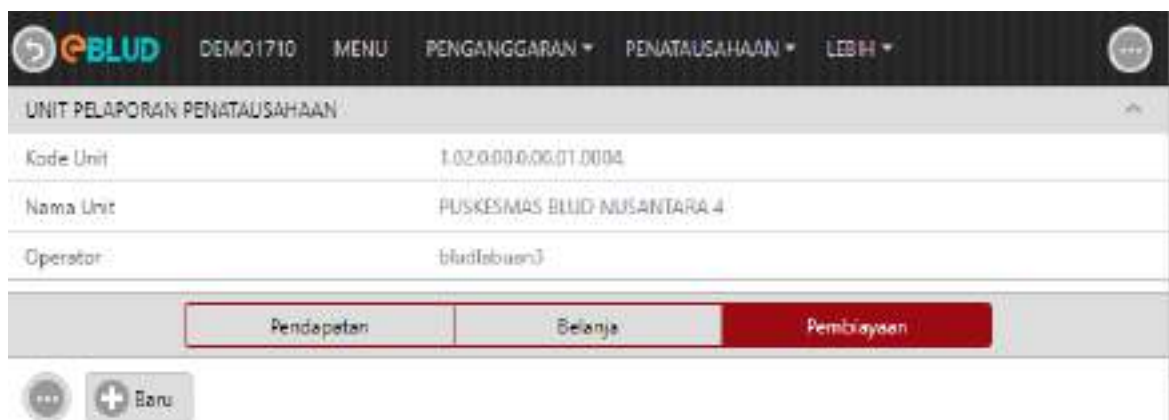 eBLUD DEMO1710 MENU PENGANGGARAN PENATAUSAHAAN LEBIH
UNIT PELAPORAN PENATAUSAHAAN
Kode Unit 1.02.0.00.0.00.01.0004
Nama Unit PUSKESMAS BLUD NUSANTARA 4
Operator bludlabuan3
Pendapatan Belanja Pembiayaan
Baru